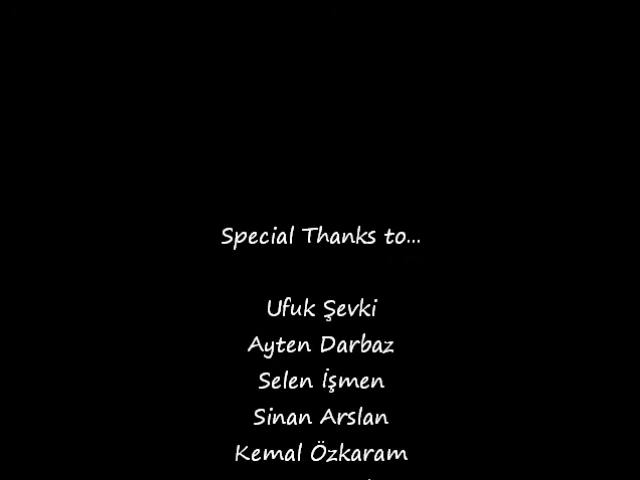 Special Thanks to...
Ufuk Şevki
Ayten Darbaz
Selen İşmen
Sinan Arslan
Kemal Özkaram